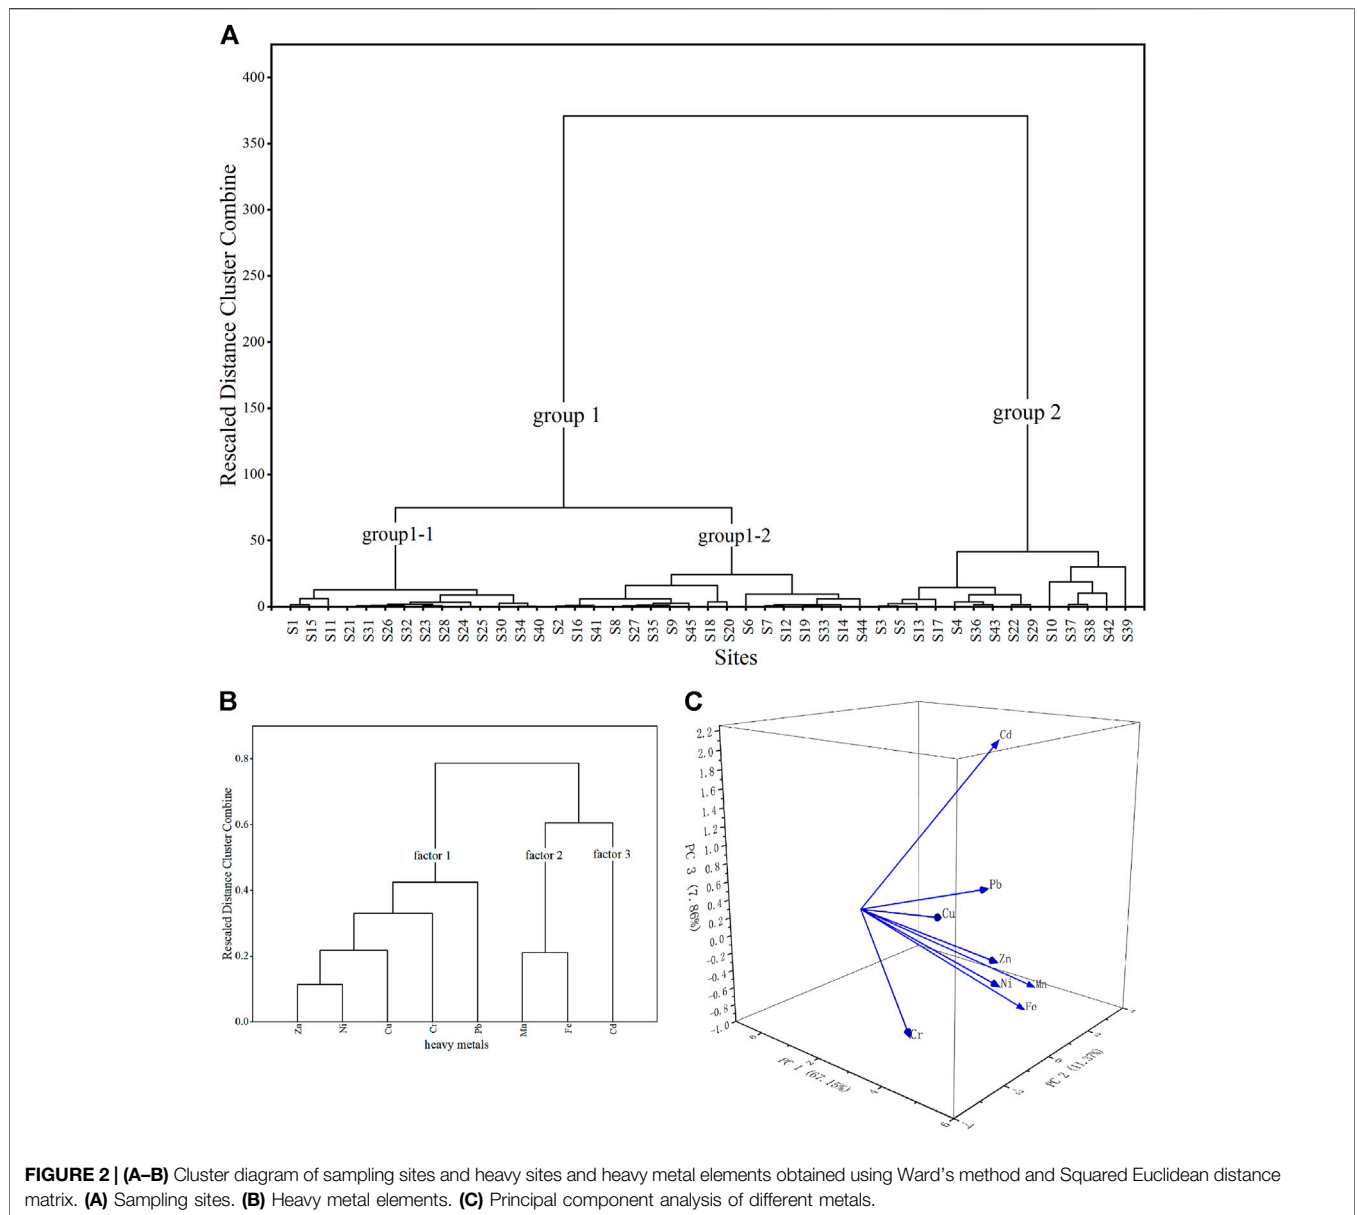 A
400
350
300
250
200
150
100
50
0
Rescaled Distance Cluster Combine
group 1
group 2
group1-1
group1-2
S1 S15 S11 S21 S31 S26 S32 S23 S28 S24 S25 S30 S34 S40 S2 S16 S41 S8 S27 S35 S9 S45 S18 S20 S6 S7 S12 S19 S33 S14 S44 S3 S5 S13 S17 S4 S36 S43 S22 S29 S10 S37 S38 S42 S39
Sites
B
0.8
0.6
0.4
0.2
0.0
Rescaled Distance Cluster Combine
factor 1
factor 2
factor 3
Zn Ni Cu Cr Pb Mn Fe Cd
heavy metals
C
2.2
2.0
1.8
1.6
1.4
1.2
1.0
0.8
0.6
0.4
0.2
0.0
-0.2
-0.4
-0.6
-0.8
-1.0
PC 3 (7.86%)
Cd
Pb
Cu
Zn
Ni
Mn
Fe
Cr
2
4
6
PC 1 (67.15%)
0
PC 2 (11.37%)
FIGURE 2 | (A–B) Cluster diagram of sampling sites and heavy sites and heavy metal elements obtained using Ward's method and Squared Euclidean distance
matrix. (A) Sampling sites. (B) Heavy metal elements. (C) Principal component analysis of different metals.